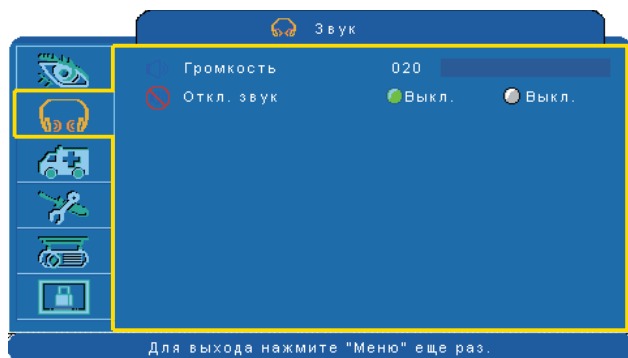 Звук
Громкость 020
Откл. звук Выкл. Выкл.
Для выхода нажмите "Меню" еще раз.